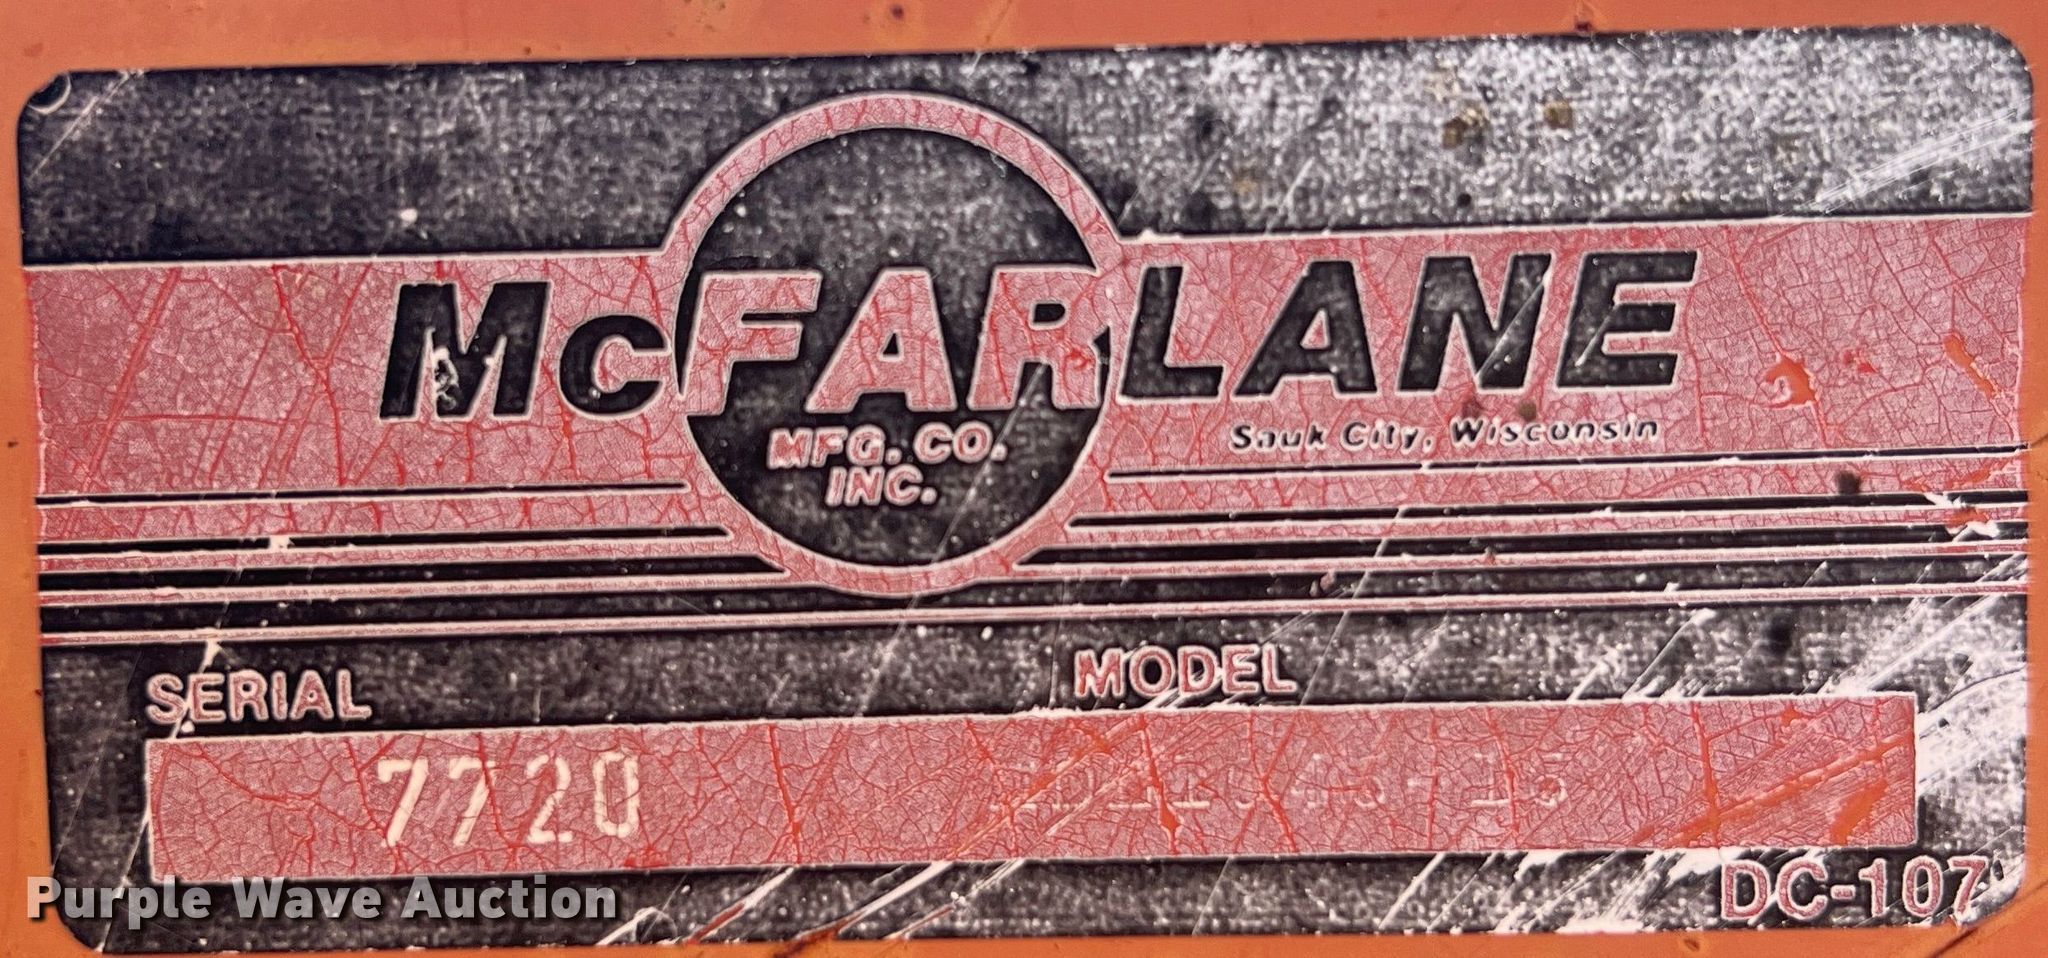 McFARLANE
MFG. CO.
INC.
Sauk City, Wisconsin
SERIAL
MODEL
7720
DC-107
Purple Wave Auction